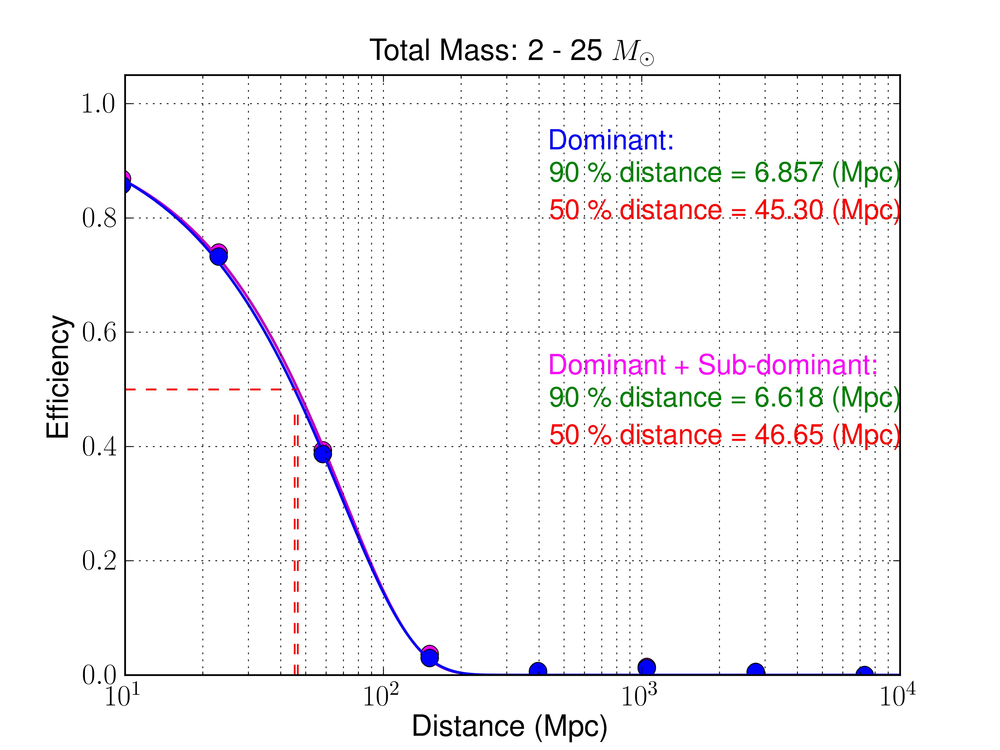 Total Mass: 2 - 25 $M_{\odot}$
1.0
Dominant:
90 % distance = 6.857 (Mpc)
50 % distance = 45.30 (Mpc)
0.8
0.6
Dominant + Sub-dominant:
90 % distance = 6.618 (Mpc)
50 % distance = 46.65 (Mpc)
0.4
0.2
0.0
Efficiency
10¹ 10² 10³ 10⁴
Distance (Mpc)